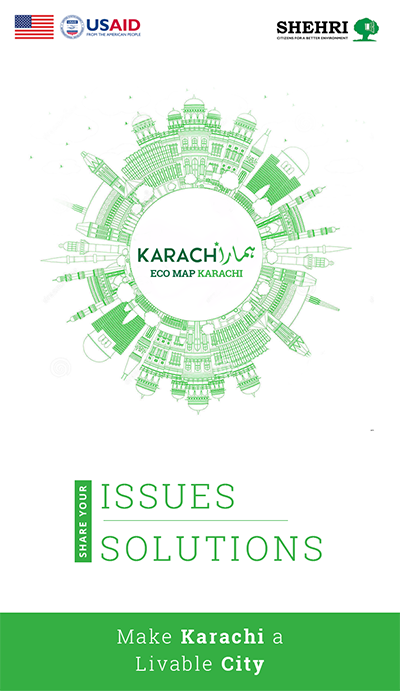 USAID
FROM THE AMERICAN PEOPLE
SHEHRI
CITIZENS FOR A BETTER ENVIRONMENT
KARACHI ہمارا
ECO MAP KARACHI
SHARE YOUR
ISSUES
SOLUTIONS
Make Karachi a
Livable City